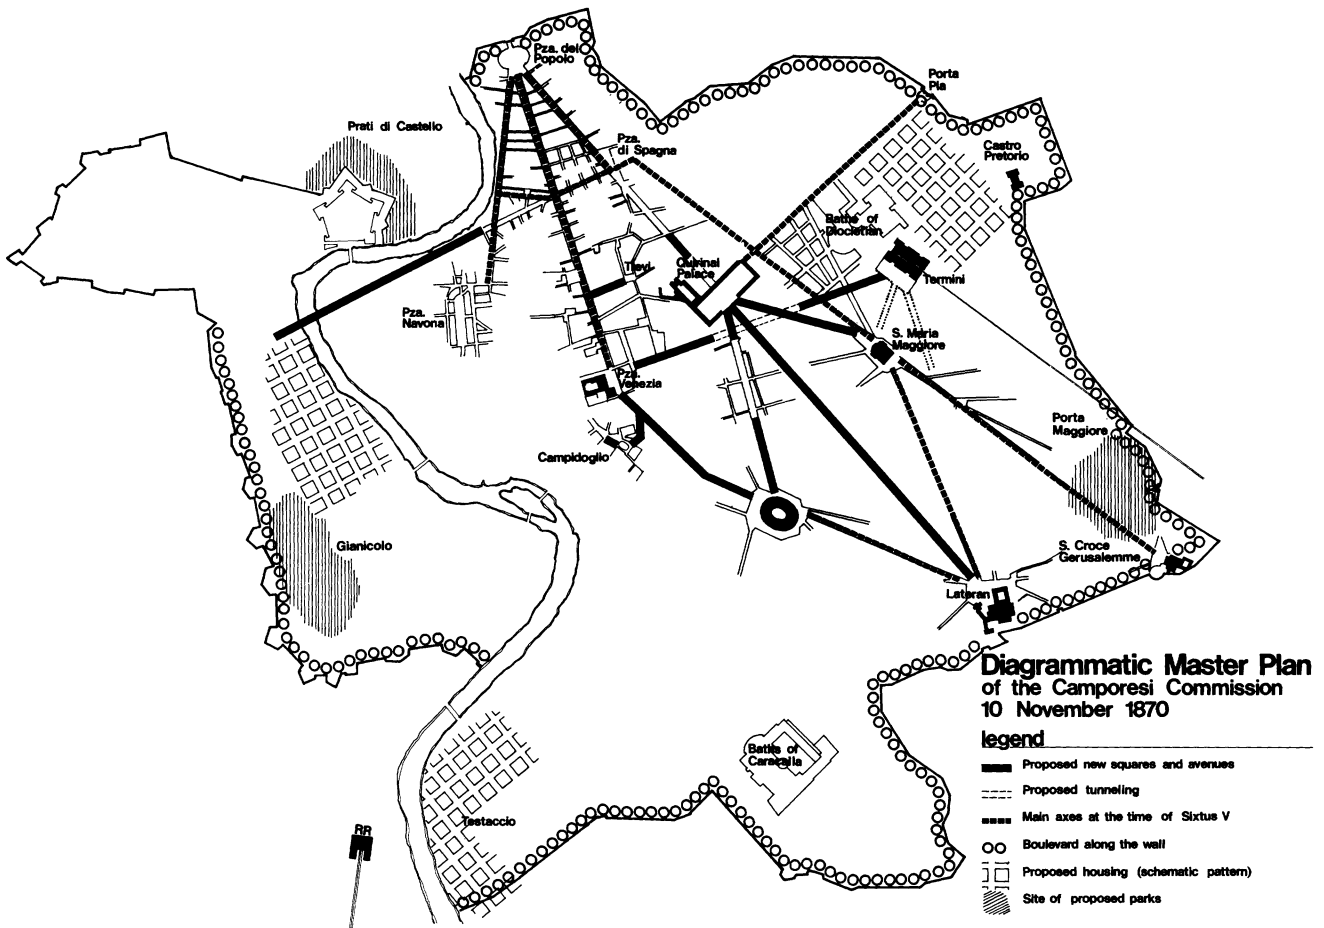 Pza. del
Popolo
Porta
Pia
Prati di Castello
Pza.
di Spagna
Castro
Pretorio
Baths of
Diocletian
Trevi
Quirinal
Palace
Termini
Pza.
Navona
S. Maria
Maggiore
Pza.
Venezia
Porta
Maggiore
Campidoglio
Gianicolo
S. Croce
Gerusalemme
Lateran
Diagrammatic Master Plan
of the Camporesi Commission
10 November 1870
legend
Proposed new squares and avenues
Proposed tunneling
Main axes at the time of Sixtus V
Boulevard along the wall
Proposed housing (schematic pattern)
Site of proposed parks
Baths of
Caracalla
Testaccio
RR